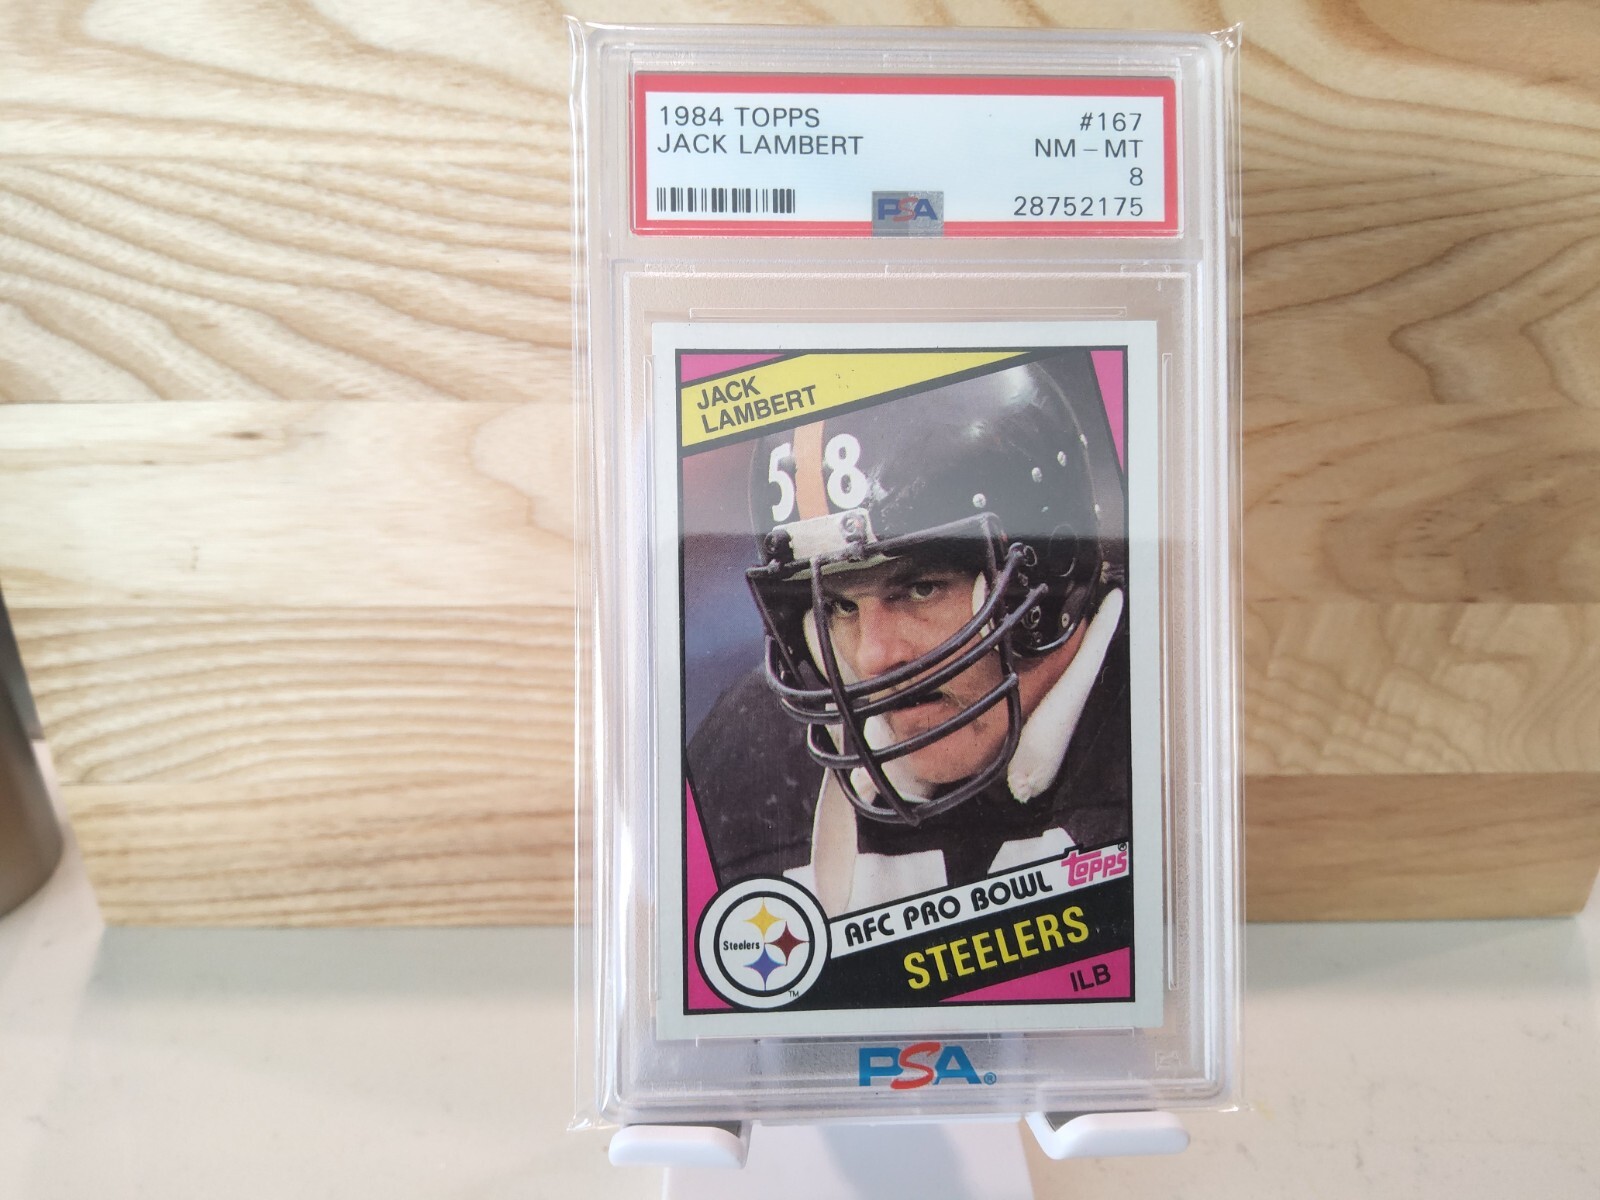 1984 TOPPS
#167
JACK LAMBERT
NM - MT
8
PSA
28752175
JACK
LAMBERT
58
topps®
AFC PRO BOWL
Steelers
STEELERS
ILB
TM
PSA®